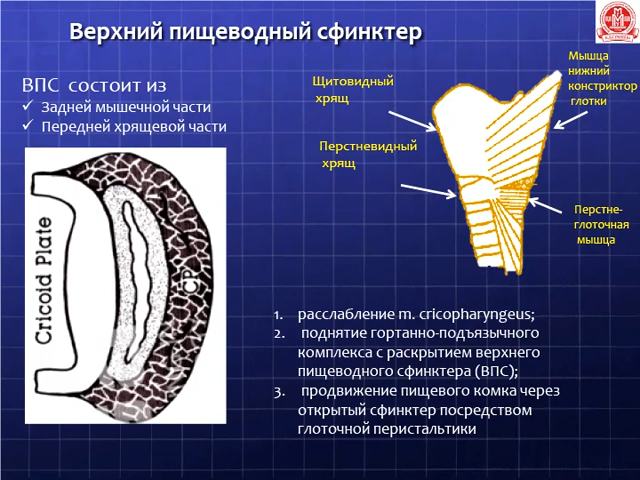 Верхний пищеводный сфинктер
ВПС состоит из
✓ Задней мышечной части
✓ Передней хрящевой части
Cricoid Plate
CP
Щитовидный
хрящ
Перстневидный
хрящ
Мышца
нижний
констриктор
глотки
Перстне-
глоточная
мышца
1. расслабление m. cricopharyngeus;
2. поднятие гортанно-подъязычного
комплекса с раскрытием верхнего
пищеводного сфинктера (ВПС);
3. продвижение пищевого комка через
открытый сфинктер посредством
глоточной перистальтики